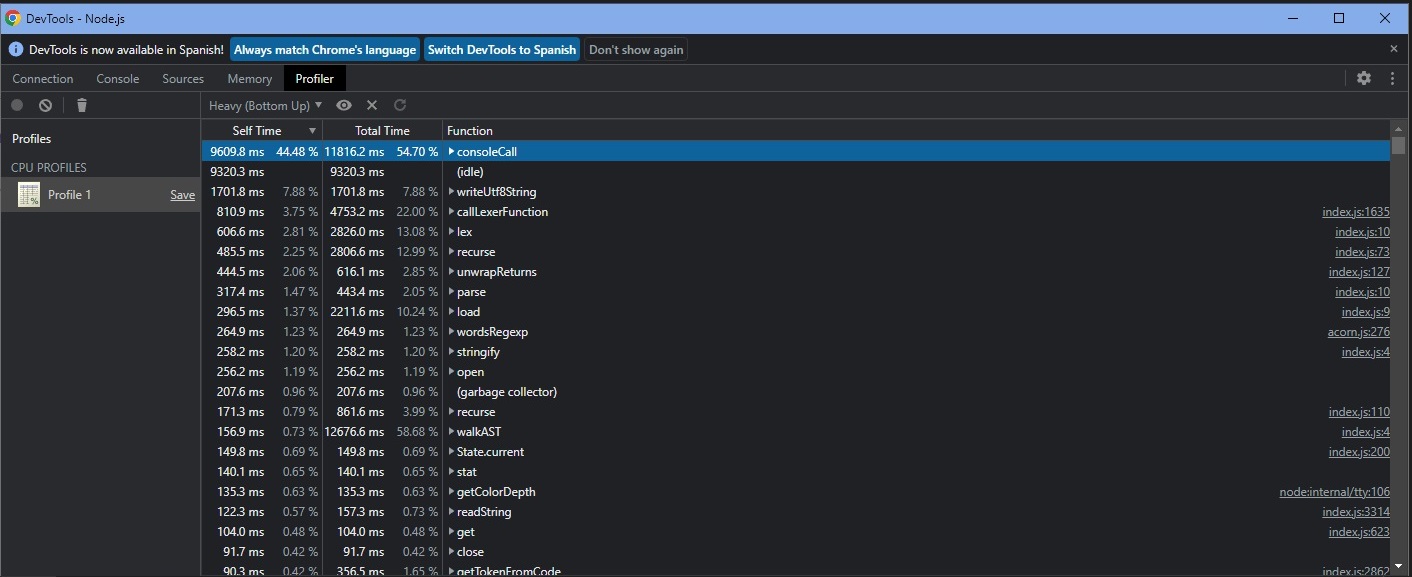 DevTools - Node.js
DevTools is now available in Spanish! Always match Chrome's language Switch DevTools to Spanish Don't show again
Connection Console Sources Memory Profiler
Heavy (Bottom Up)
Profiles
CPU PROFILES
Profile 1 Save
Self Time Total Time Function
9609.8 ms 44.48 % 11816.2 ms 54.70 % consoleCall
9320.3 ms 9320.3 ms (idle)
1701.8 ms 7.88 % 1701.8 ms 7.88 % writeUtf8String
810.9 ms 3.75 % 4753.2 ms 22.00 % callLexerFunction index.js:1635
606.6 ms 2.81 % 2826.0 ms 13.08 % lex index.js:10
485.5 ms 2.25 % 2806.6 ms 12.99 % recurse index.js:73
444.5 ms 2.06 % 616.1 ms 2.85 % unwrapReturns index.js:127
317.4 ms 1.47 % 443.4 ms 2.05 % parse index.js:10
296.5 ms 1.37 % 2211.6 ms 10.24 % load index.js:9
264.9 ms 1.23 % 264.9 ms 1.23 % wordsRegexp acorn.js:276
258.2 ms 1.20 % 258.2 ms 1.20 % stringify index.js:4
256.2 ms 1.19 % 256.2 ms 1.19 % open
207.6 ms 0.96 % 207.6 ms 0.96 % (garbage collector)
171.3 ms 0.79 % 861.6 ms 3.99 % recurse index.js:110
156.9 ms 0.73 % 12676.6 ms 58.68 % walkAST index.js:4
149.8 ms 0.69 % 149.8 ms 0.69 % State.current index.js:200
140.1 ms 0.65 % 140.1 ms 0.65 % stat
135.3 ms 0.63 % 135.3 ms 0.63 % getColorDepth node:internal/tty:106
122.3 ms 0.57 % 157.3 ms 0.73 % readString index.js:3314
104.0 ms 0.48 % 104.0 ms 0.48 % get index.js:623
91.7 ms 0.42 % 91.7 ms 0.42 % close
90.3 ms 0.42 % 356.5 ms 1.65 % getTokenFromCode index.js:2862